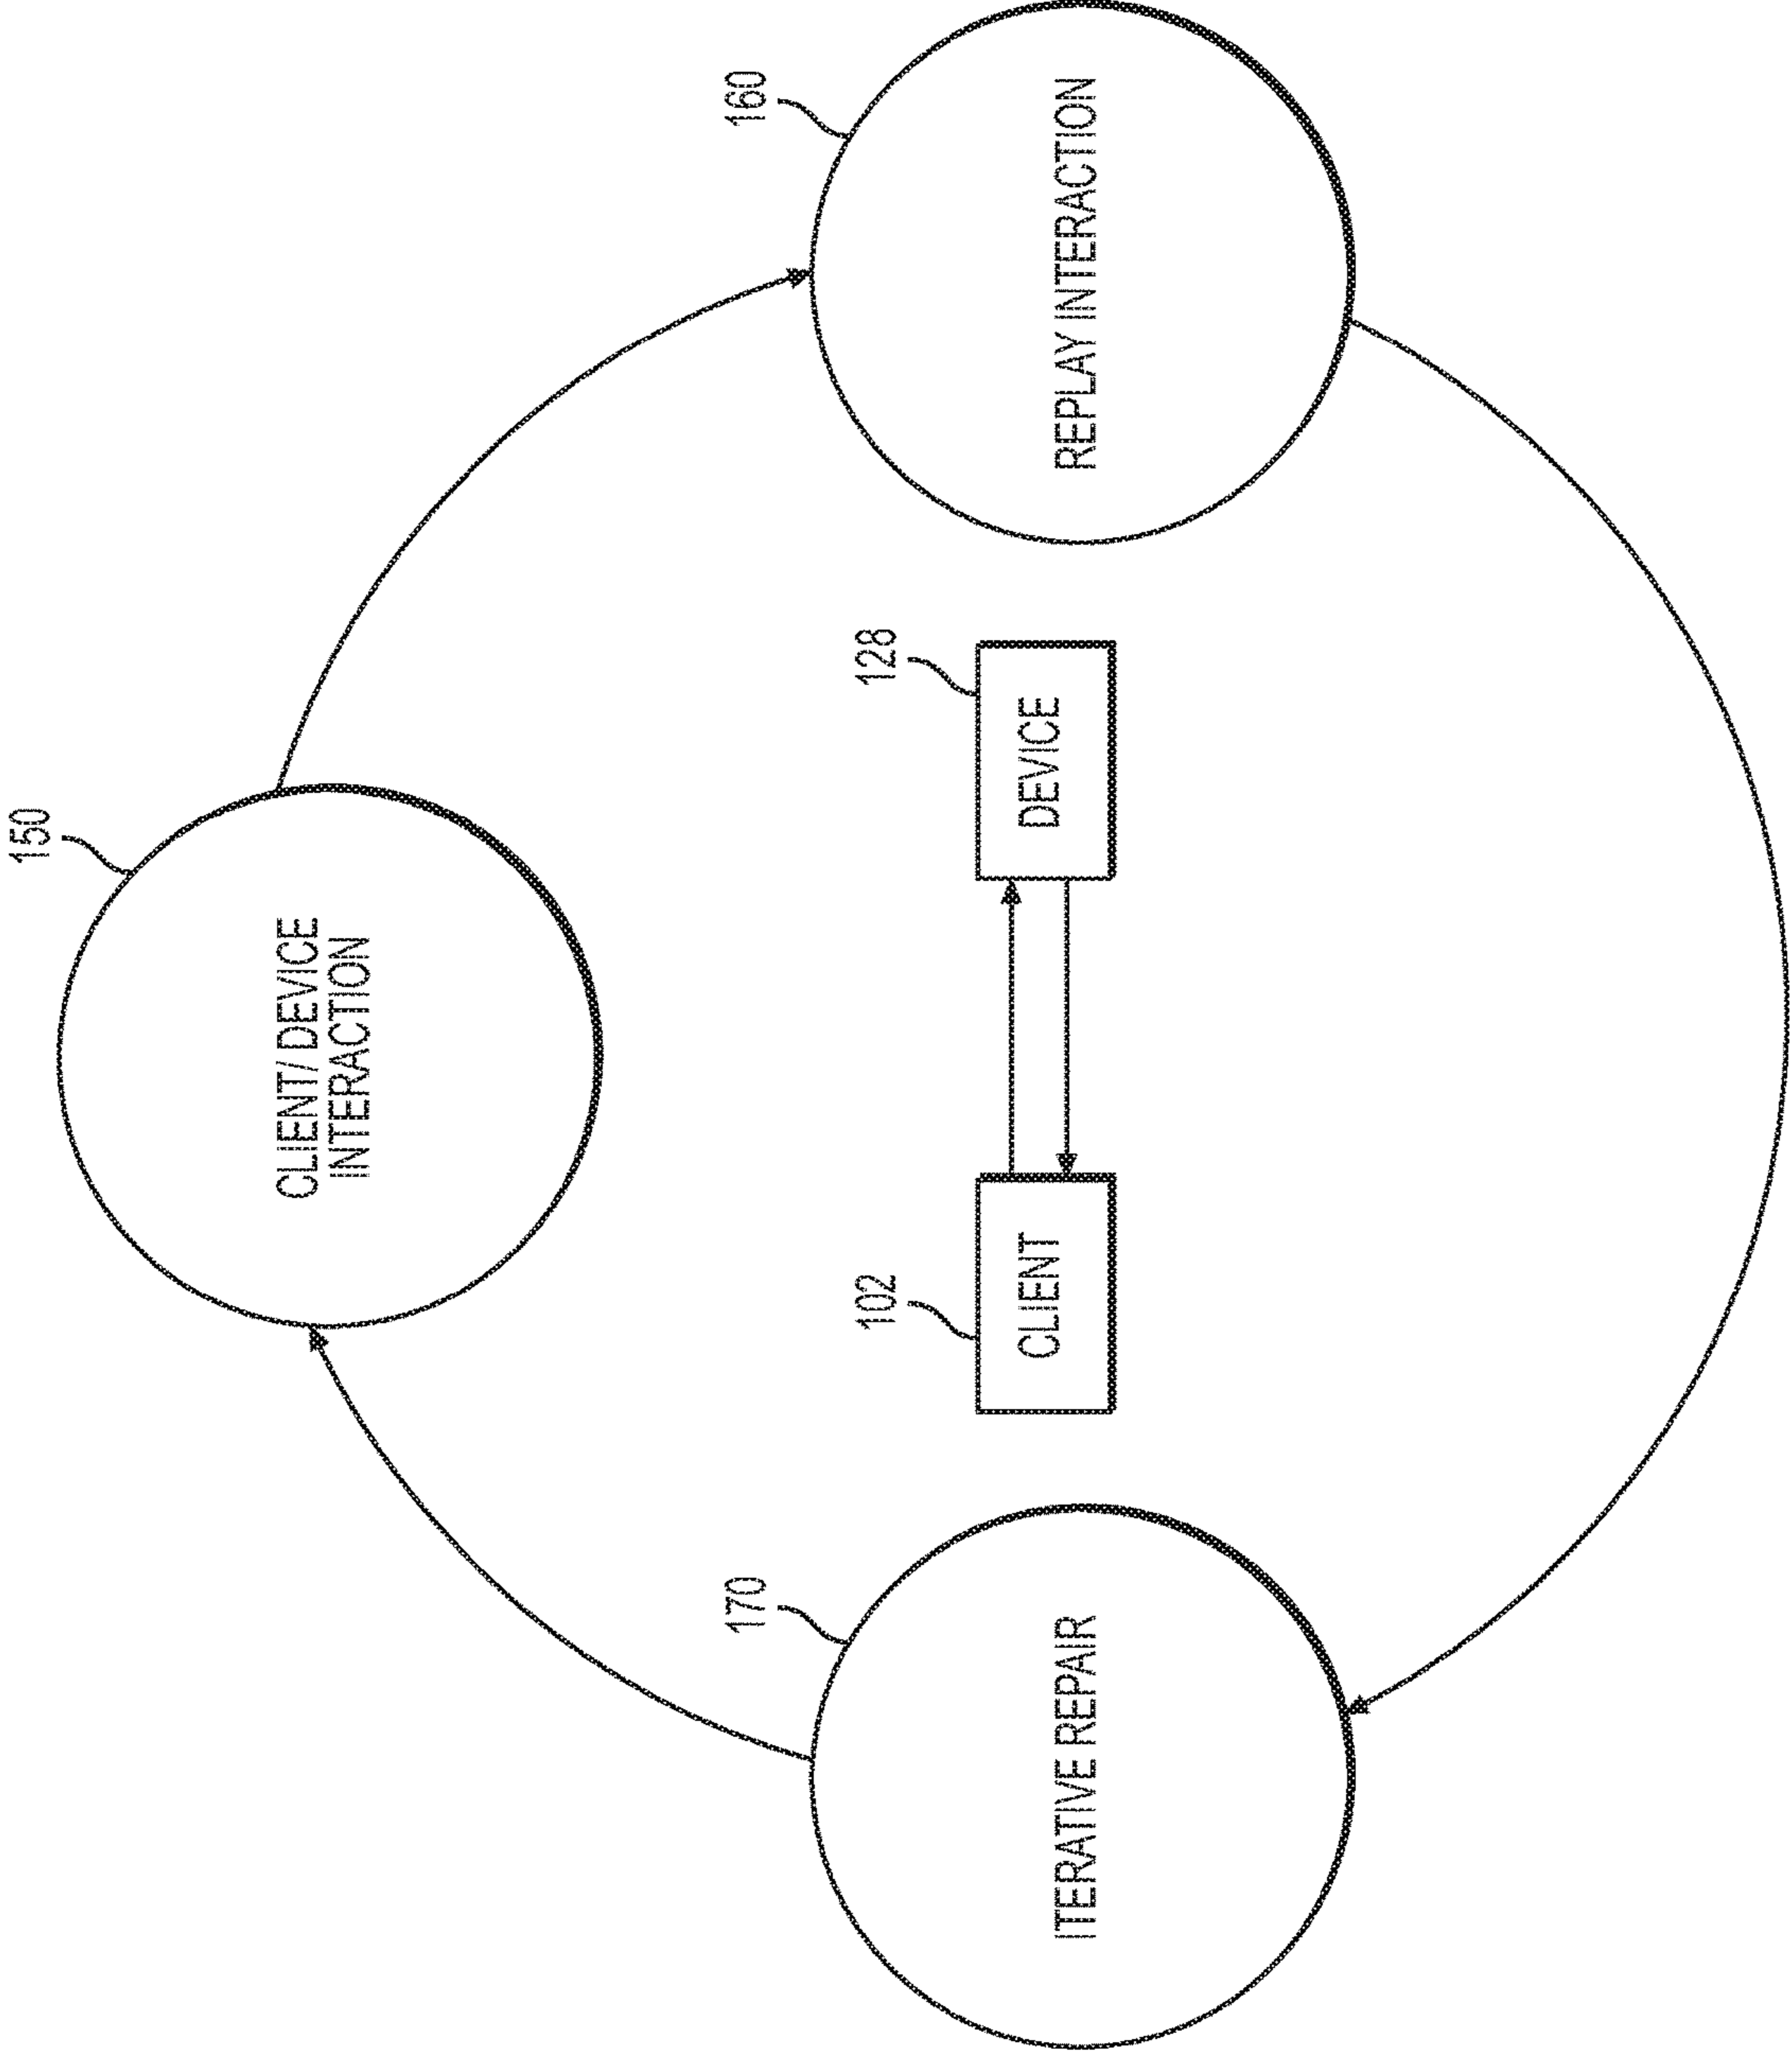 150
CLIENT/ DEVICE
INTERACTION
170
ITERATIVE REPAIR
102
CLIENT
128
DEVICE
160
REPLAY INTERACTION